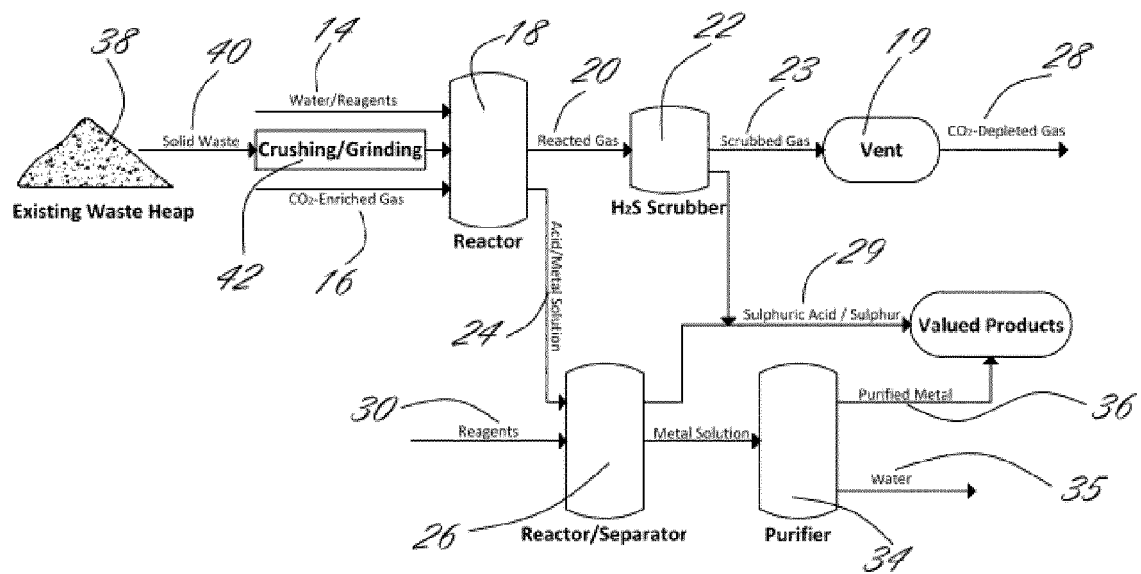 38
40
14
18
20
22
23
19
28
Water/Reagents
Solid Waste
Crushing/Grinding
Reacted Gas
Scrubbed Gas
Vent
CO₂-Depleted Gas
CO₂-Enriched Gas
Existing Waste Heap
Reactor
H₂S Scrubber
42
16
Acid/Metal Solution
24
29
Sulphuric Acid / Sulphur
Valued Products
30
Reagents
Metal Solution
Purified Metal
36
Water
35
26
Reactor/Separator
Purifier
34